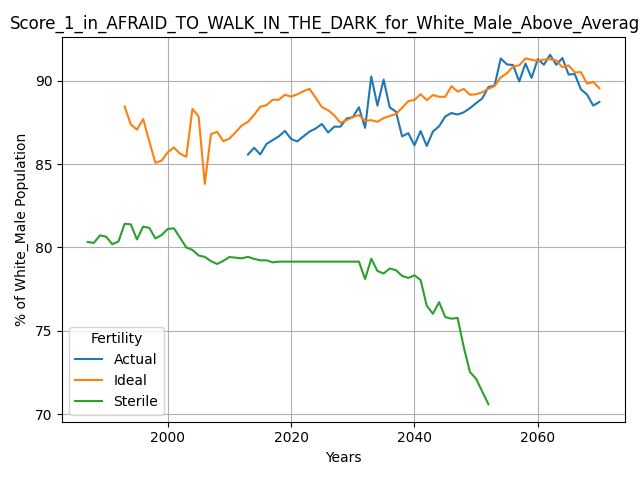 Score_1_in_AFRAID_TO_WALK_IN_THE_DARK_for_White_Male_Above_Averag
% of White_Male Population
90
85
80
75
70
Fertility
Actual
Ideal
Sterile
2000
2020
2040
2060
Years